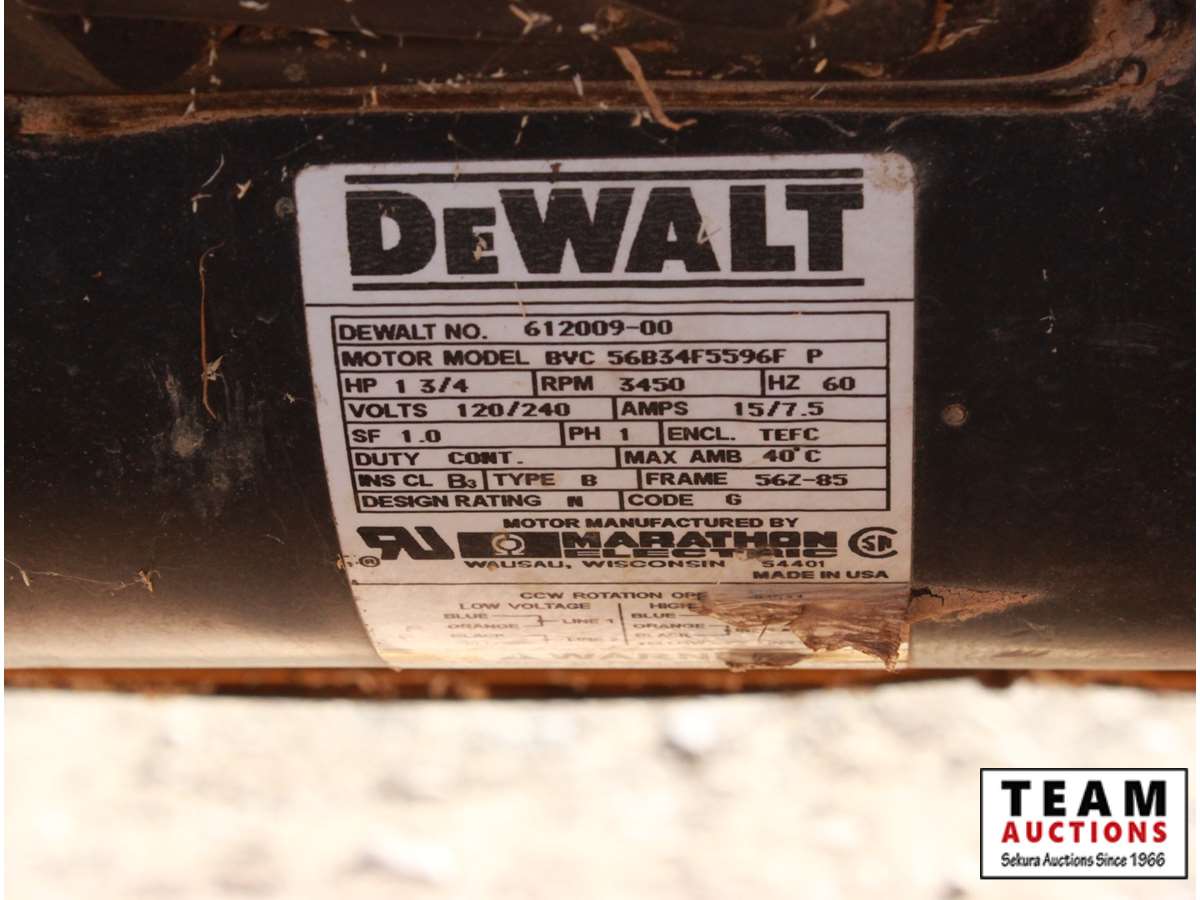 DEWALT
DEWALT NO. 612009-00
MOTOR MODEL BVC 56B34F5596F P
HP 1 3/4 RPM 3450 HZ 60
VOLTS 120/240 AMPS 15/7.5
SF 1.0 PH 1 ENCL. TEFC
DUTY CONT. MAX AMB 40°C
INS CL B3 TYPE B FRAME 56Z-85
DESIGN RATING N CODE G
MOTOR MANUFACTURED BY
MARATHON
ELECTRIC
WAUSAU, WISCONSIN 54401
MADE IN USA
CCW ROTATION
LOW VOLTAGE
BLUE BLUE
ORANGE LINE 1 ORANGE
BLACK LINE 2 BLACK
TEAM
AUCTIONS
Sekura Auctions Since 1966